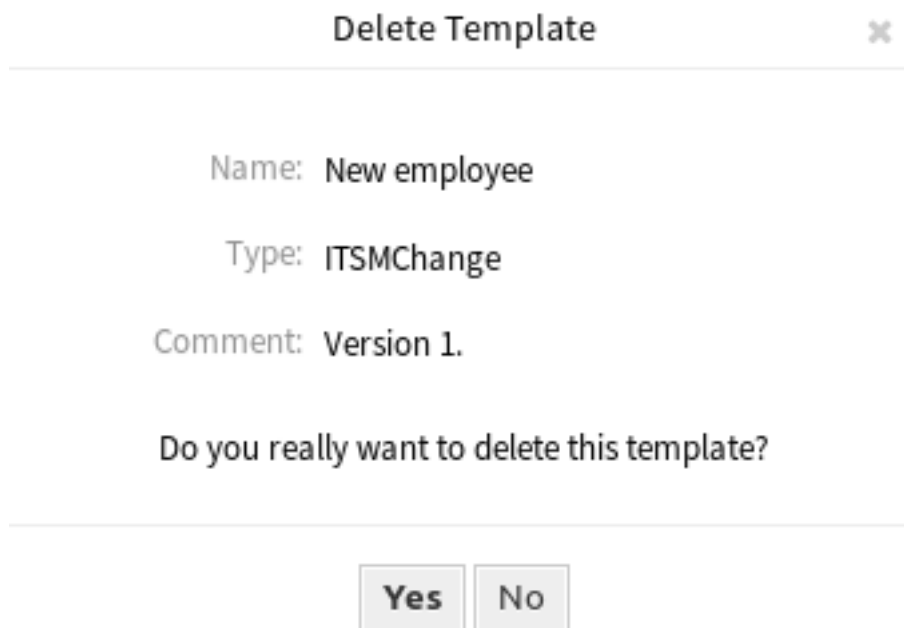 Delete Template
Name: New employee
Type: ITSMChange
Comment: Version 1.
Do you really want to delete this template?
Yes No